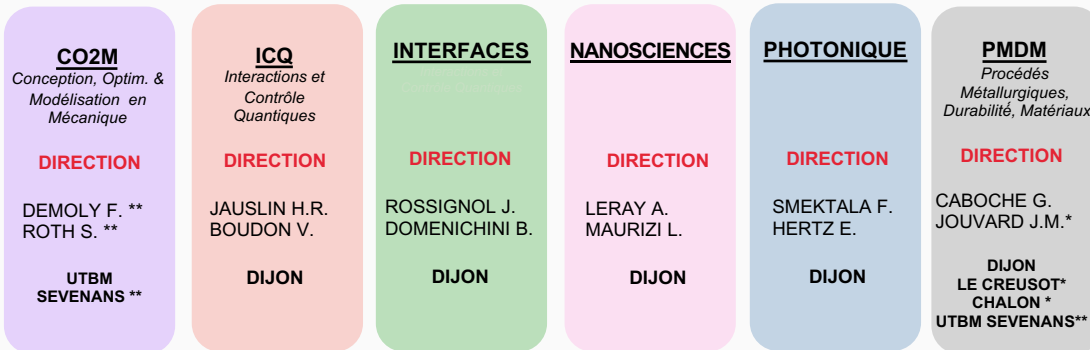 CO2M
Conception, Optim. &
Modélisation en
Mécanique
DIRECTION
DEMOLY F. **
ROTH S. **
UTBM
SEVENANS **
ICQ
Interactions et
Contrôle
Quantiques
DIRECTION
JAUSLIN H.R.
BOUDON V.
DIJON
INTERFACES
DIRECTION
ROSSIGNOL J.
DOMENICHINI B.
DIJON
NANOSCIENCES
DIRECTION
LERAY A.
MAURIZI L.
DIJON
PHOTONIQUE
DIRECTION
SMEKTALA F.
HERTZ E.
DIJON
PMDM
Procédés
Métallurgiques,
Durabilité, Matériaux
DIRECTION
CABOCHE G.
JOUVARD J.M.*
DIJON
LE CREUSOT*
CHALON *
UTBM SEVENANS**